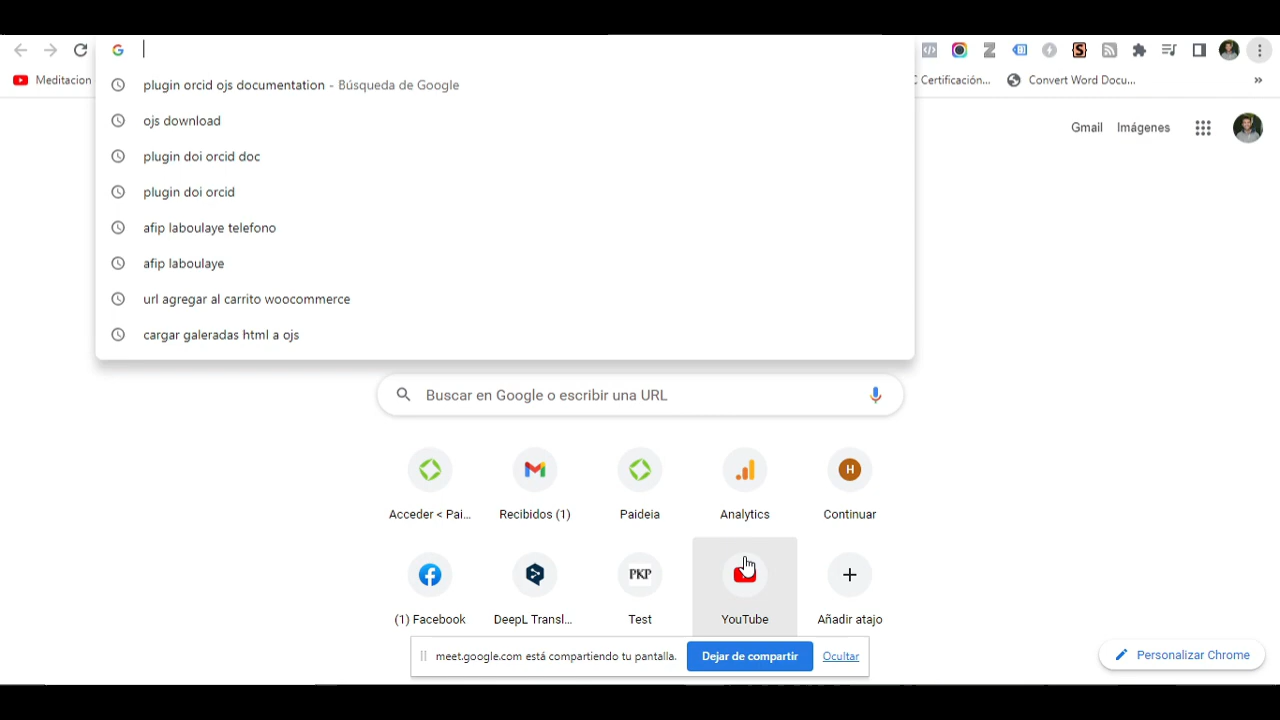 Meditacion
Certificación...
Convert Word Docu...
»
plugin orcid ojs documentation - Búsqueda de Google
ojs download
plugin doi orcid doc
plugin doi orcid
afip laboulaye telefono
afip laboulaye
url agregar al carrito woocommerce
cargar galeradas html a ojs
Gmail Imágenes
Buscar en Google o escribir una URL
H
Acceder < Pai... Recibidos (1) Paideia Analytics Continuar
PKP
(1) Facebook DeepL Transl... Test YouTube Añadir atajo
meet.google.com está compartiendo tu pantalla. Dejar de compartir Ocultar
Personalizar Chrome